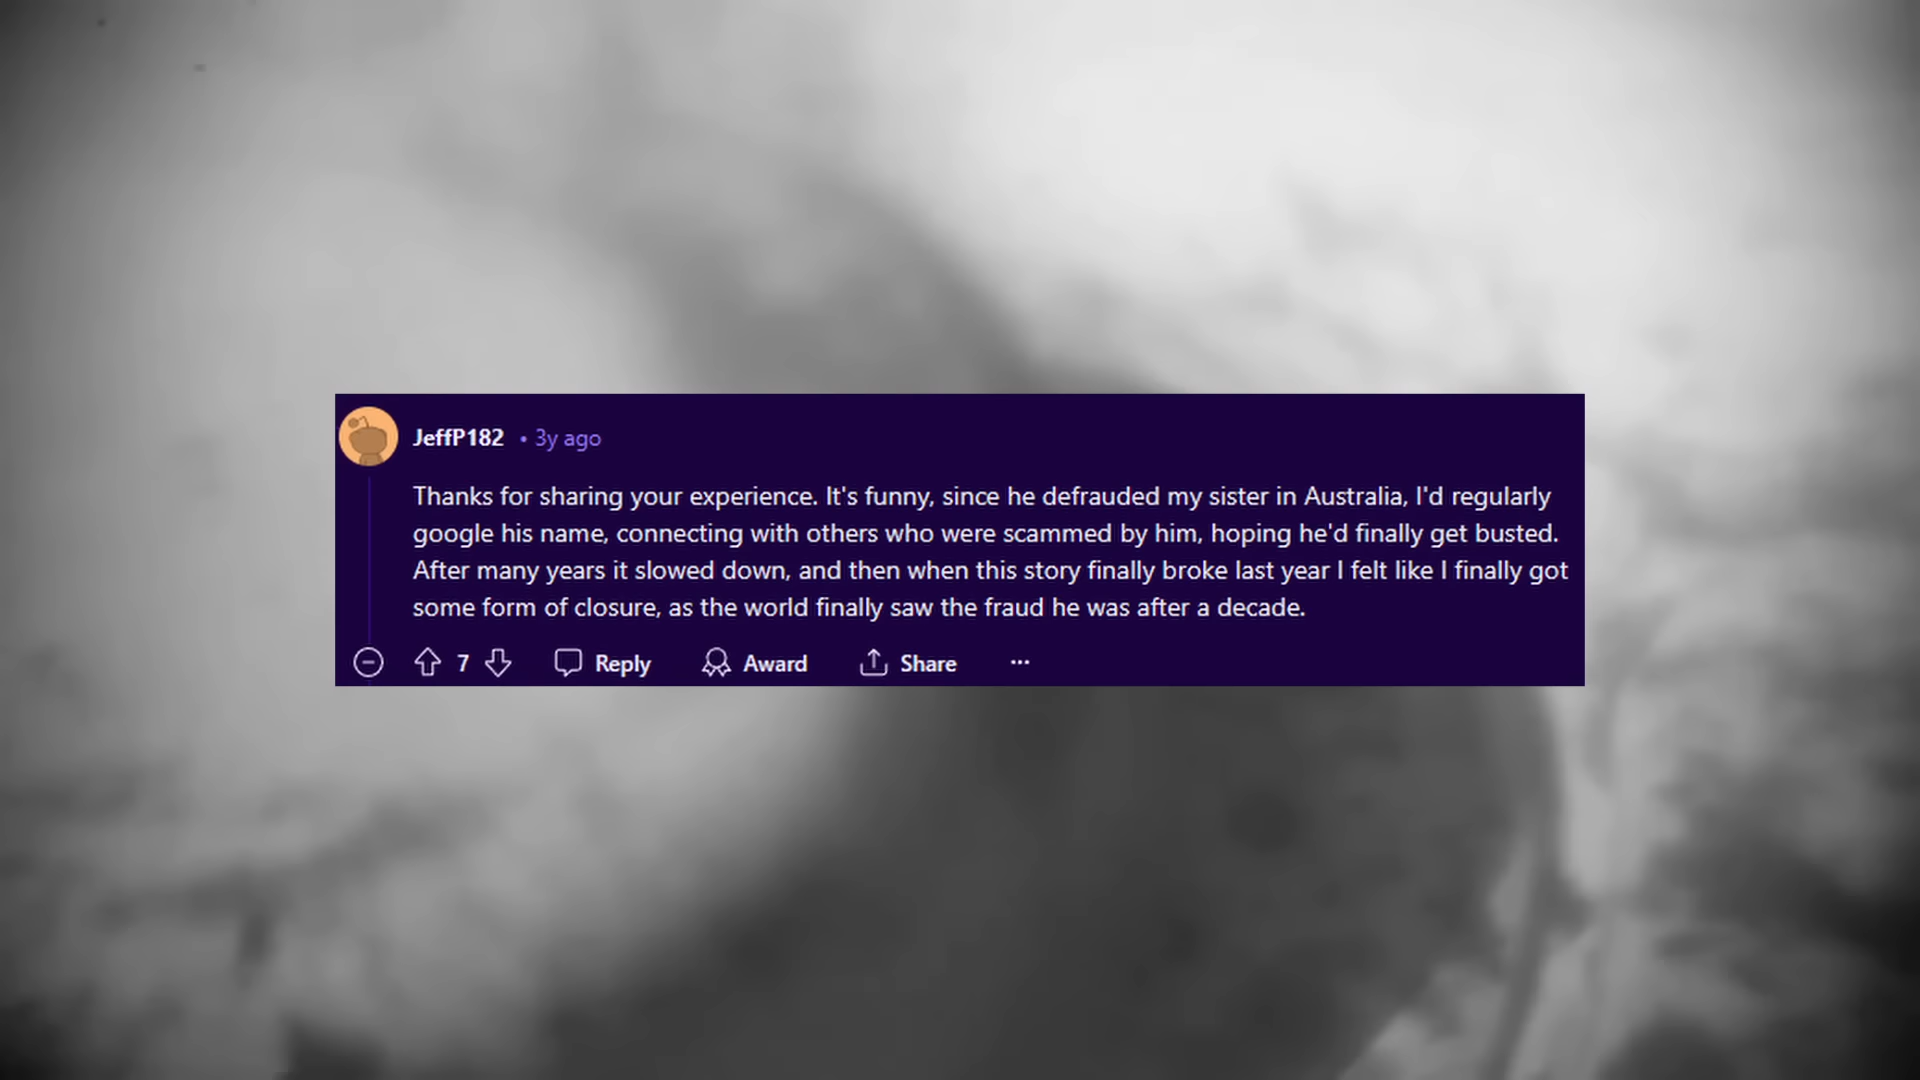 JeffP182 • 3y ago
Thanks for sharing your experience. It's funny, since he defrauded my sister in Australia, I'd regularly
google his name, connecting with others who were scammed by him, hoping he'd finally get busted.
After many years it slowed down, and then when this story finally broke last year I felt like I finally got
some form of closure, as the world finally saw the fraud he was after a decade.
7 Reply Award Share ···